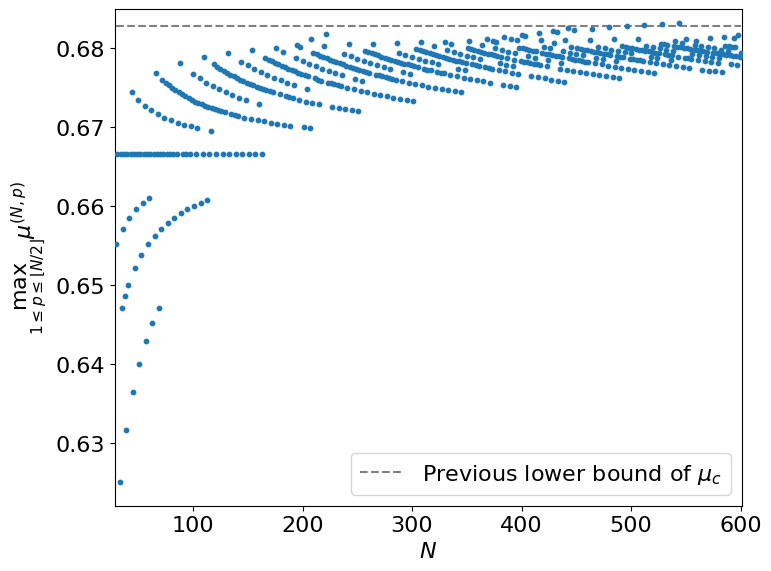 0.68
0.67
0.66
0.65
0.64
0.63
max μ^(N, p)
1 ≤ p ≤ ⌊N/2⌋
Previous lower bound of μ_c
100 200 300 400 500 600
N